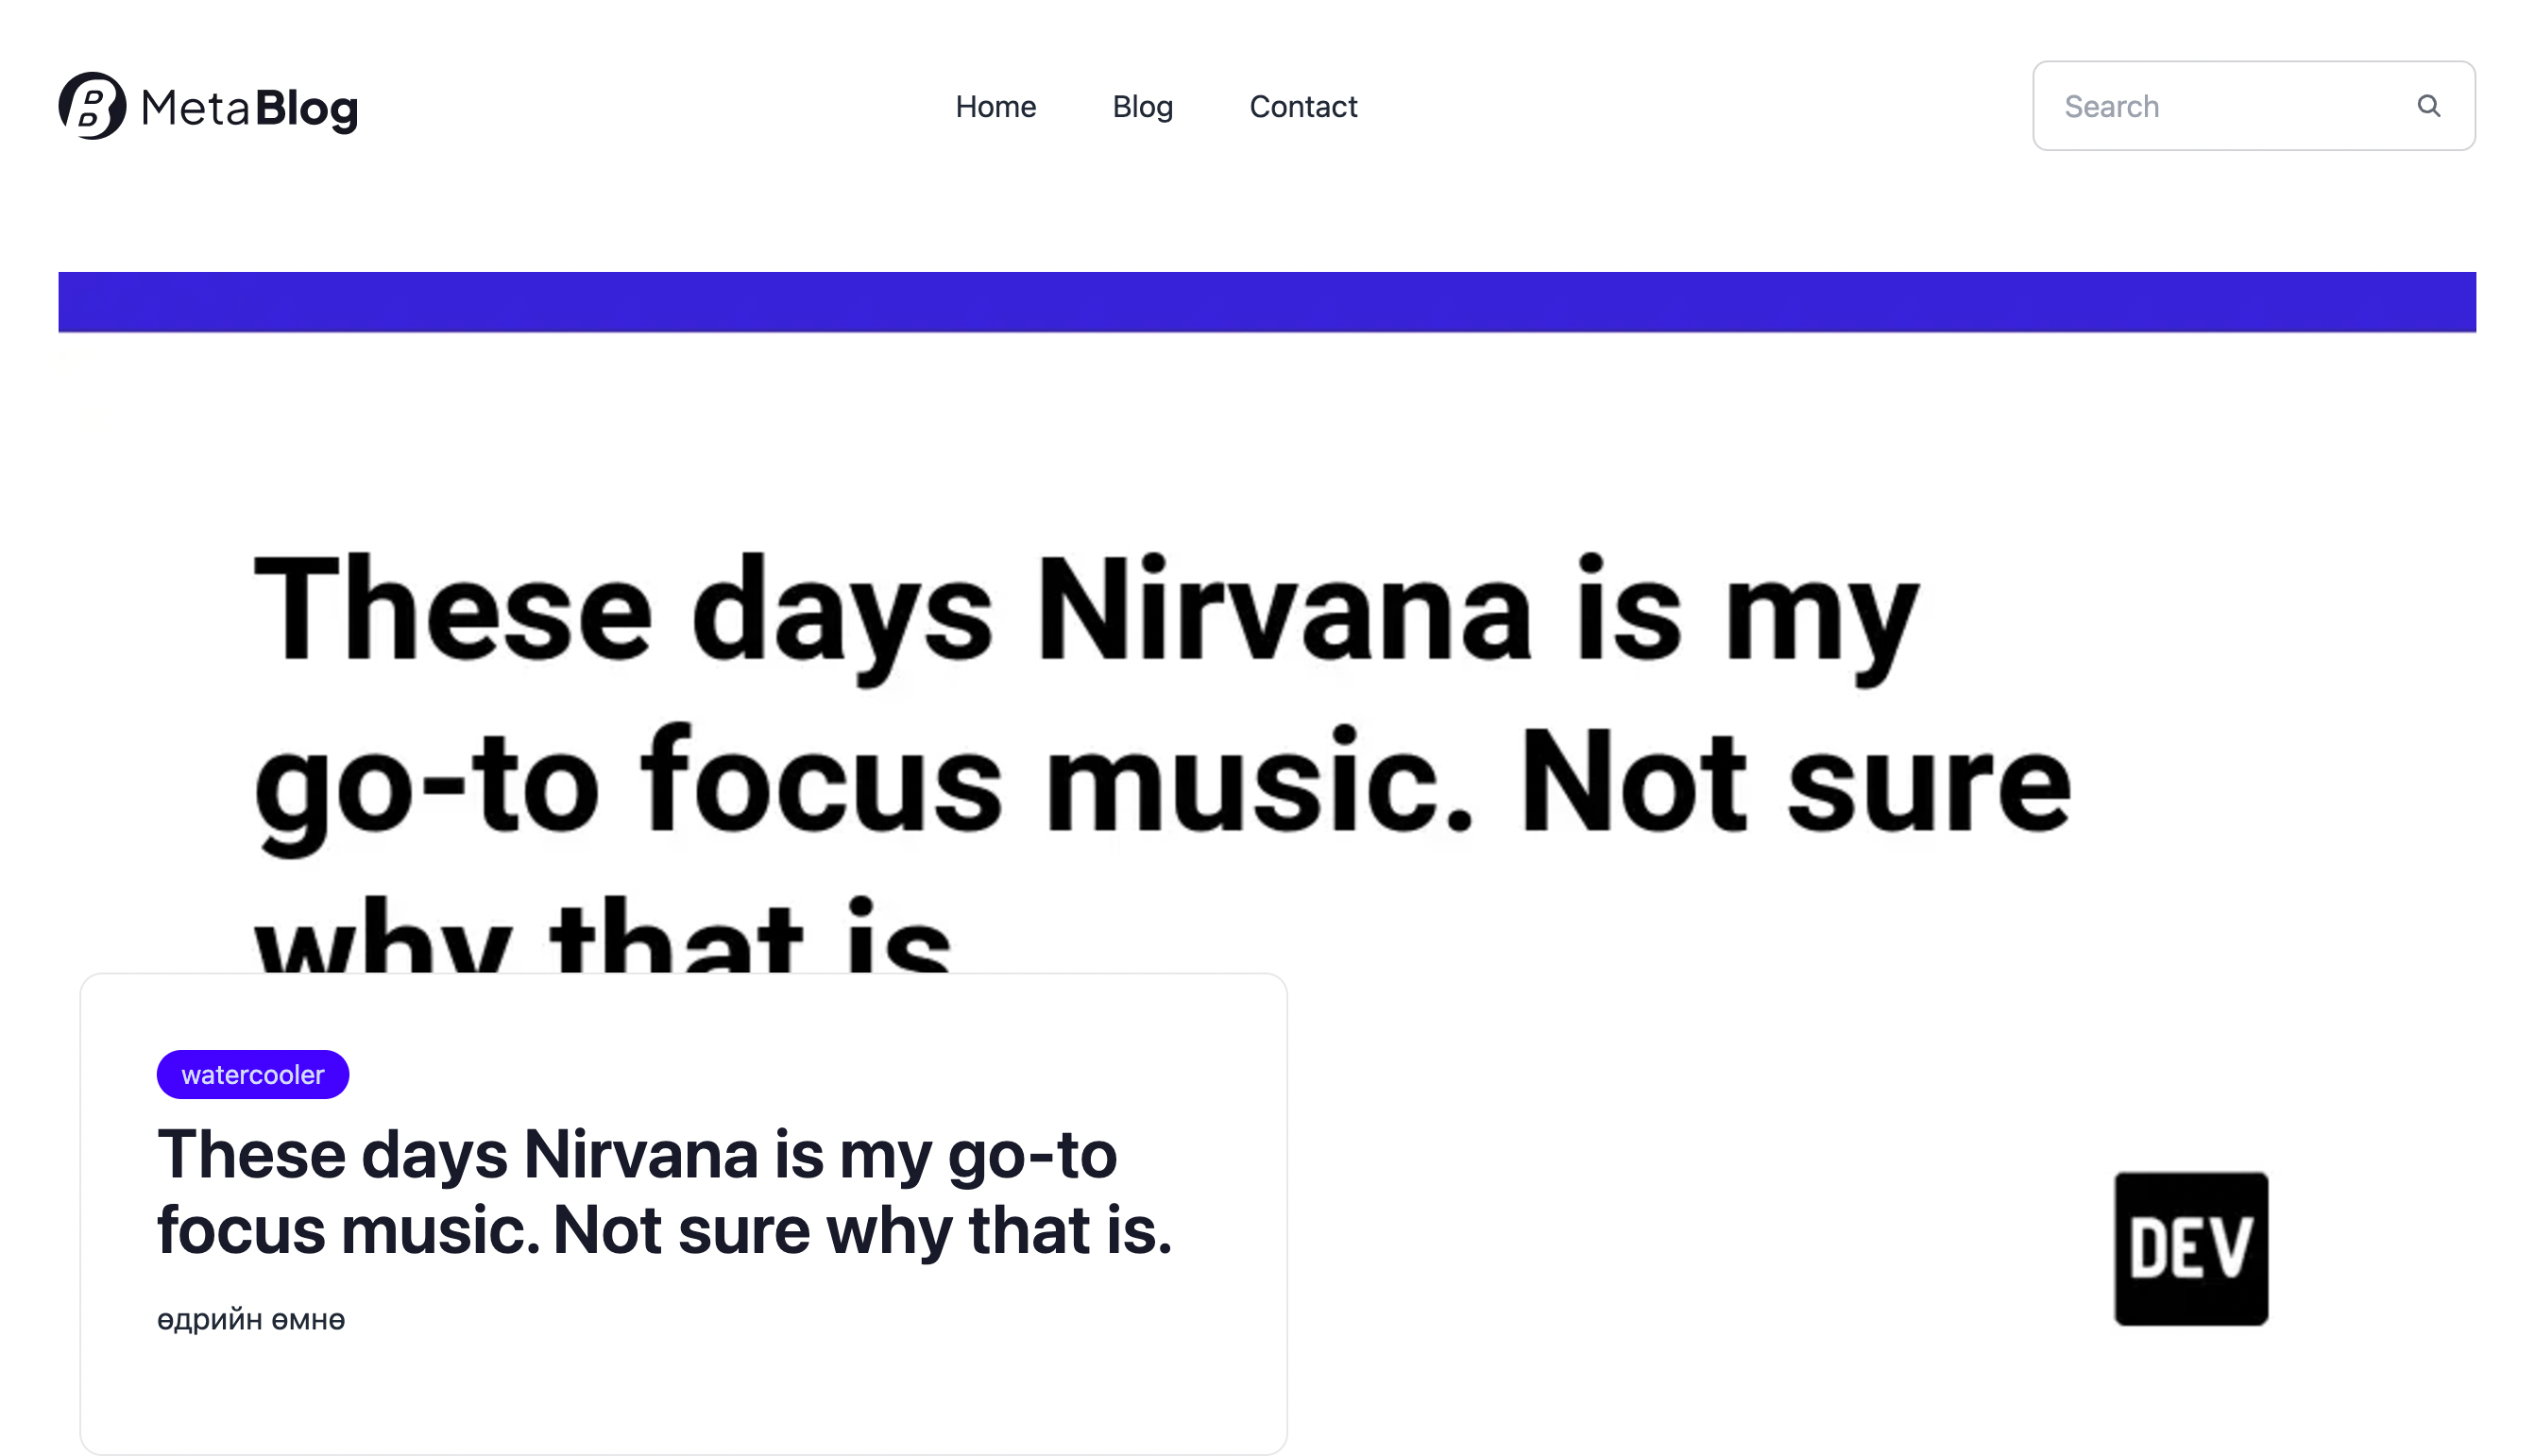 MetaBlog
Home Blog Contact
Search
These days Nirvana is my
go-to focus music. Not sure
why that is
watercooler
These days Nirvana is my go-to
focus music. Not sure why that is.
өдрийн өмнө
DEV